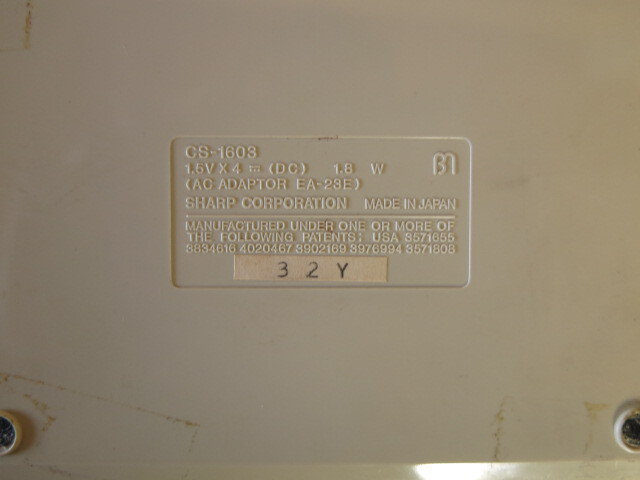 CS-1603
1.5V X 4 ⎓ (DC) 1.8 W
(AC ADAPTOR EA-23E)
SHARP CORPORATION MADE IN JAPAN
MANUFACTURED UNDER ONE OR MORE OF
THE FOLLOWING PATENTS: USA 3571655
3834616 4020467 3902169 3976994 3571808
3 2 Y